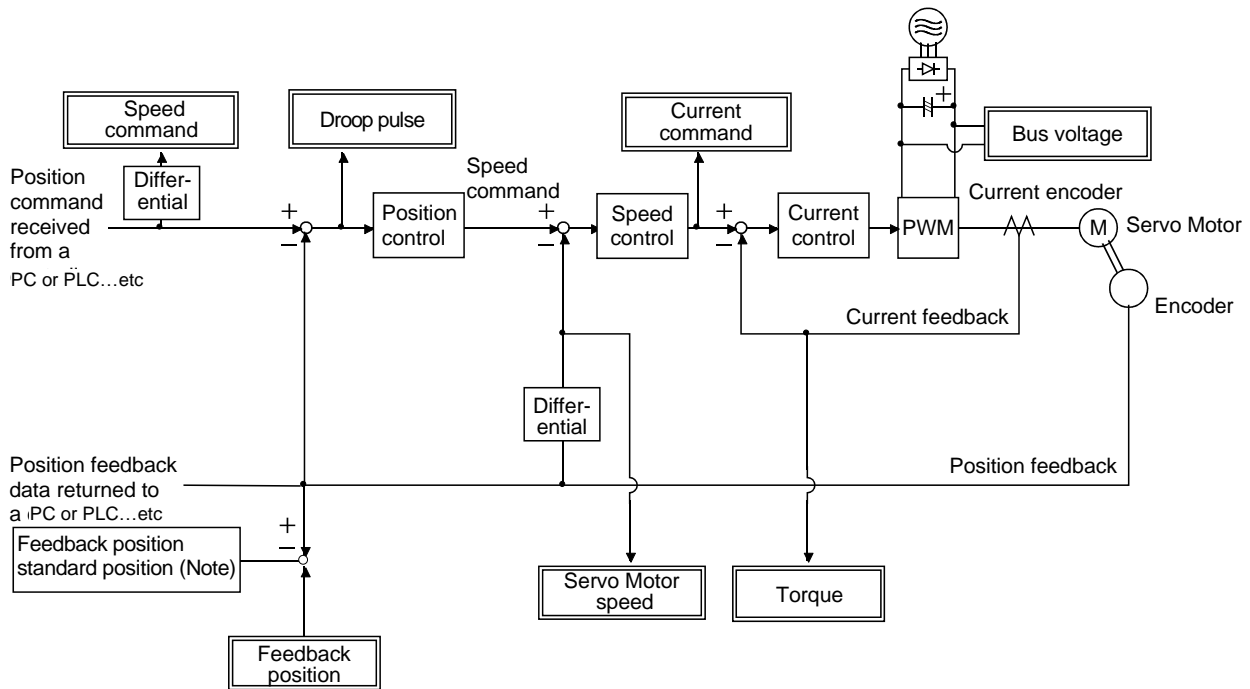 Speed
command
Droop pulse
Current
command
+
Bus voltage
Position
command
received
from a
PC or PLC…etc
Differ-
ential
+
−
Position
control
Speed
command
+
−
Speed
control
+
−
Current
control
PWM
Current encoder
M
Servo Motor
Encoder
Current feedback
Differ-
ential
Position feedback
data returned to
a PC or PLC…etc
Position feedback
+
−
Feedback position
standard position (Note)
Servo Motor
speed
Torque
Feedback
position